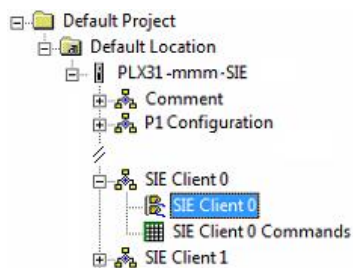 Default Project
Default Location
PLX31-mmm-SIE
Comment
P1 Configuration
SIE Client 0
SIE Client 0
SIE Client 0 Commands
SIE Client 1